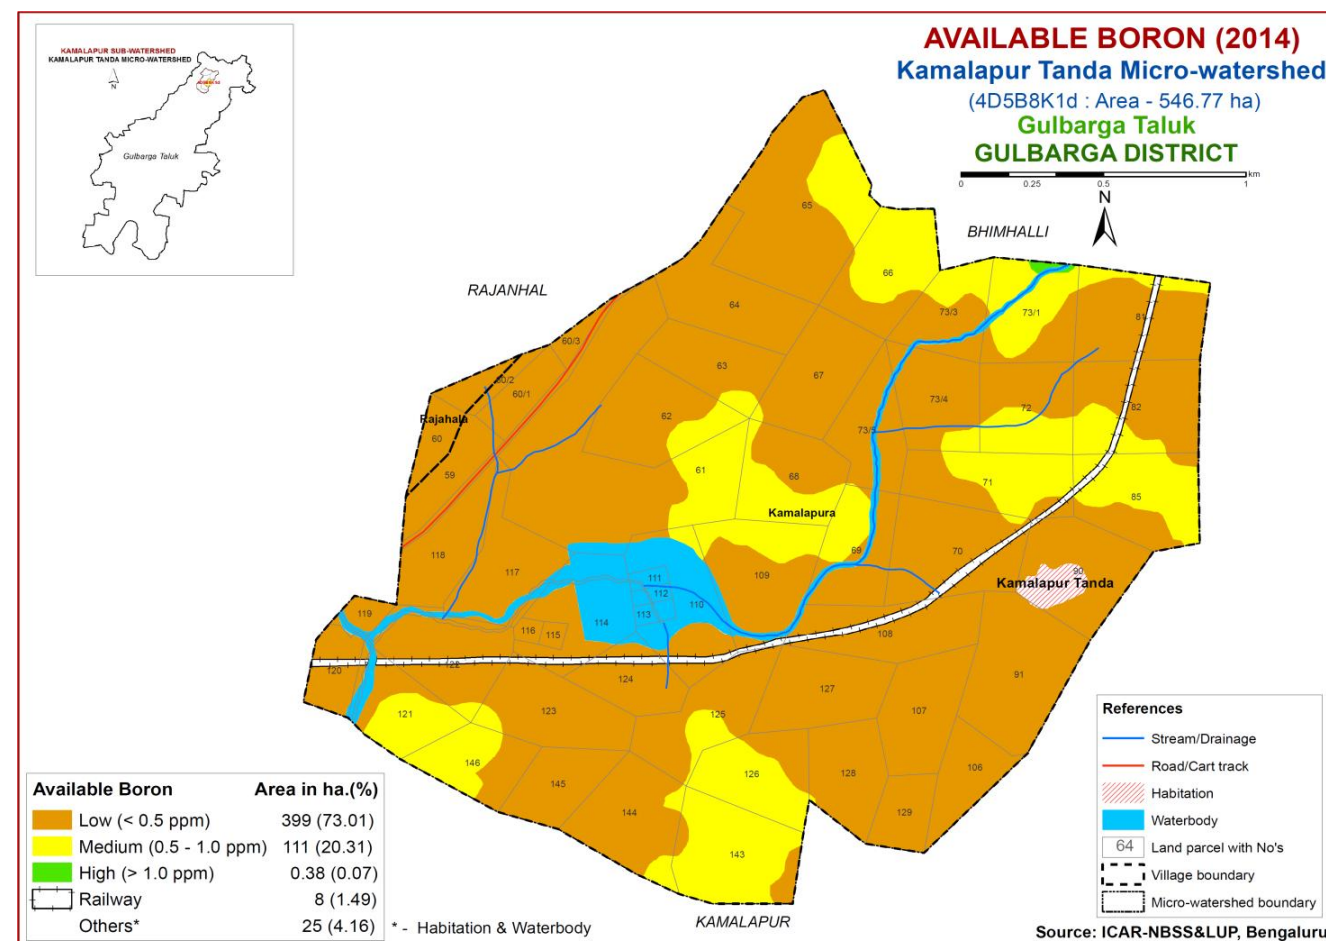 KAMALAPUR SUB-WATERSHED
KAMALAPUR TANDA MICRO-WATERSHED
N
Gulbarga Taluk
AVAILABLE BORON (2014)
Kamalapur Tanda Micro-watershed
(4D5B8K1d : Area - 546.77 ha)
Gulbarga Taluk
GULBARGA DISTRICT
0 0.25 0.5 1 km
N
BHIMHALLI
RAJANHAL
65
66
64
73/3
73/1
81
60/3
63
67
60/2
60/1
62
73/4
72
82
Rajahala
60
73/5
59
61
68
71
85
Kamalapura
118
117
109
69
70
90
Kamalapur Tanda
111
112
110
113
114
119
116
115
108
120
122
124
127
91
121
123
125
107
146
145
126
128
106
144
129
143
KAMALAPUR
Available Boron Area in ha.(%)
Low (< 0.5 ppm) 399 (73.01)
Medium (0.5 - 1.0 ppm) 111 (20.31)
High (> 1.0 ppm) 0.38 (0.07)
Railway 8 (1.49)
Others* 25 (4.16)
* - Habitation & Waterbody
References
Stream/Drainage
Road/Cart track
Habitation
Waterbody
64 Land parcel with No's
Village boundary
Micro-watershed boundary
Source: ICAR-NBSS&LUP, Bengaluru